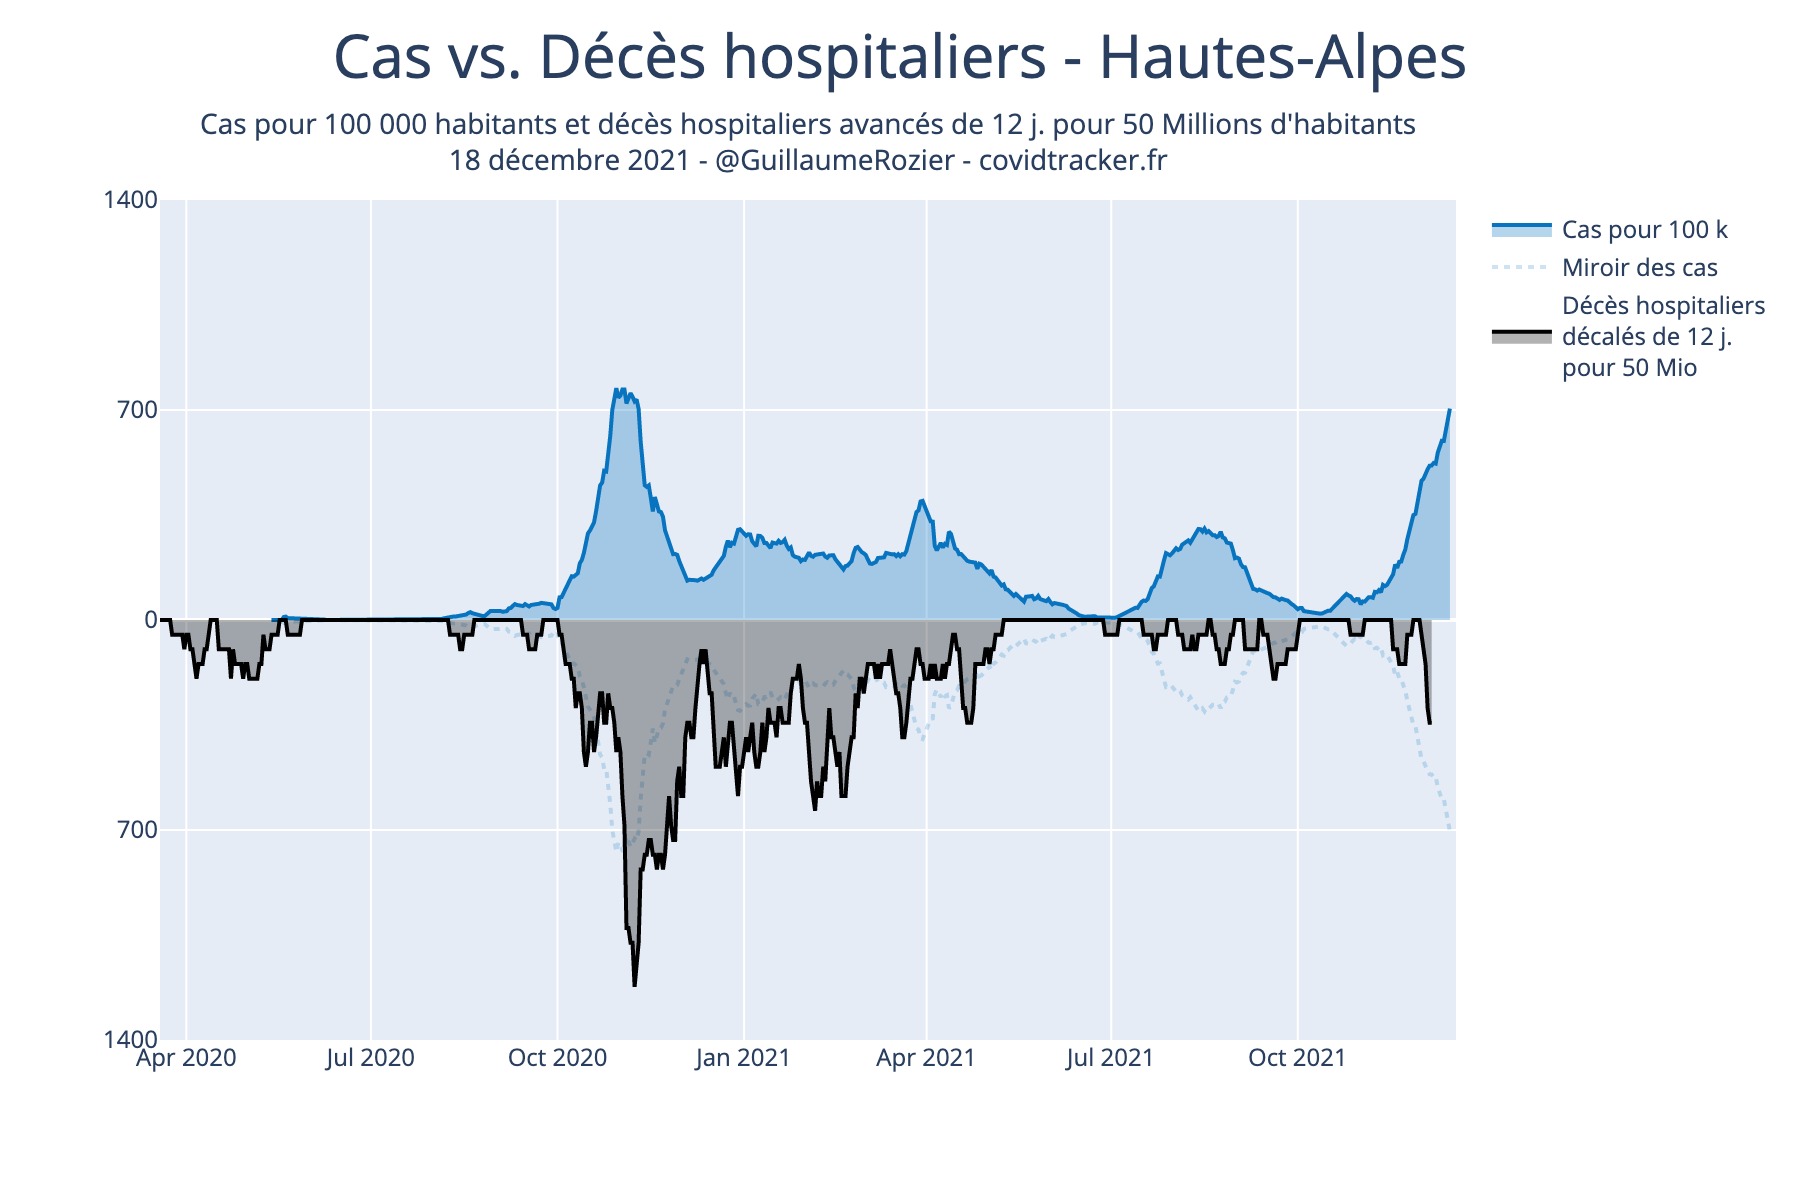 Cas vs. Décès hospitaliers - Hautes-Alpes
Cas pour 100 000 habitants et décès hospitaliers avancés de 12 j. pour 50 Millions d'habitants
18 décembre 2021 - @GuillaumeRozier - covidtracker.fr
1400
700
0
700
1400
Apr 2020
Jul 2020
Oct 2020
Jan 2021
Apr 2021
Jul 2021
Oct 2021
Cas pour 100 k
Miroir des cas
Décès hospitaliers
décalés de 12 j.
pour 50 Mio